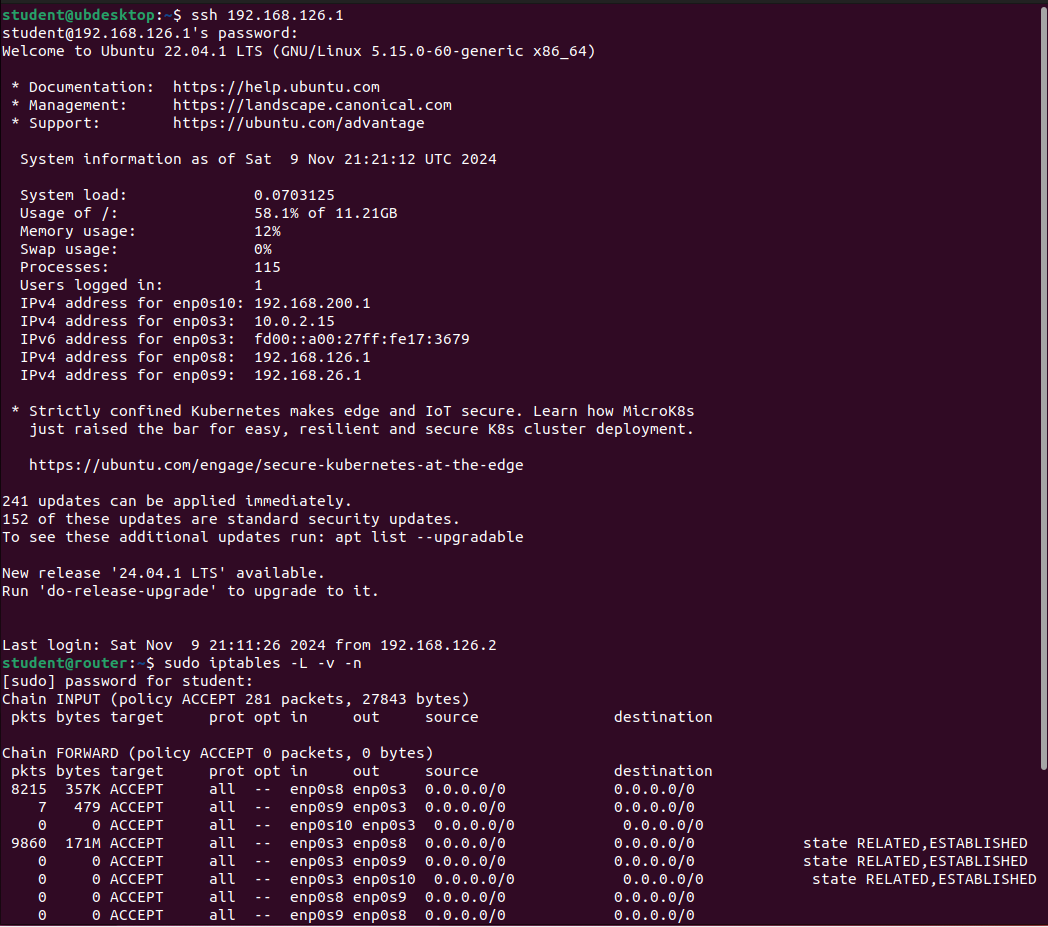 student@ubdesktop:~$ ssh 192.168.126.1
student@192.168.126.1's password:
Welcome to Ubuntu 22.04.1 LTS (GNU/Linux 5.15.0-60-generic x86_64)

 * Documentation:  https://help.ubuntu.com
 * Management:     https://landscape.canonical.com
 * Support:        https://ubuntu.com/advantage

  System information as of Sat  9 Nov 21:21:12 UTC 2024

  System load:              0.0703125
  Usage of /:               58.1% of 11.21GB
  Memory usage:             12%
  Swap usage:               0%
  Processes:                115
  Users logged in:          1
  IPv4 address for enp0s10: 192.168.200.1
  IPv4 address for enp0s3:  10.0.2.15
  IPv6 address for enp0s3:  fd00::a00:27ff:fe17:3679
  IPv4 address for enp0s8:  192.168.126.1
  IPv4 address for enp0s9:  192.168.26.1

 * Strictly confined Kubernetes makes edge and IoT secure. Learn how MicroK8s
   just raised the bar for easy, resilient and secure K8s cluster deployment.

   https://ubuntu.com/engage/secure-kubernetes-at-the-edge

241 updates can be applied immediately.
152 of these updates are standard security updates.
To see these additional updates run: apt list --upgradable

New release '24.04.1 LTS' available.
Run 'do-release-upgrade' to upgrade to it.


Last login: Sat Nov  9 21:11:26 2024 from 192.168.126.2
student@router:~$ sudo iptables -L -v -n
[sudo] password for student:
Chain INPUT (policy ACCEPT 281 packets, 27843 bytes)
 pkts bytes target     prot opt in     out     source               destination

Chain FORWARD (policy ACCEPT 0 packets, 0 bytes)
 pkts bytes target     prot opt in     out     source               destination
 8215  357K ACCEPT     all  --  enp0s8 enp0s3  0.0.0.0/0            0.0.0.0/0
    7   479 ACCEPT     all  --  enp0s9 enp0s3  0.0.0.0/0            0.0.0.0/0
    0     0 ACCEPT     all  --  enp0s10 enp0s3  0.0.0.0/0            0.0.0.0/0
 9860  171M ACCEPT     all  --  enp0s3 enp0s8  0.0.0.0/0            0.0.0.0/0            state RELATED,ESTABLISHED
    0     0 ACCEPT     all  --  enp0s3 enp0s9  0.0.0.0/0            0.0.0.0/0            state RELATED,ESTABLISHED
    0     0 ACCEPT     all  --  enp0s3 enp0s10  0.0.0.0/0            0.0.0.0/0            state RELATED,ESTABLISHED
    0     0 ACCEPT     all  --  enp0s8 enp0s9  0.0.0.0/0            0.0.0.0/0
    0     0 ACCEPT     all  --  enp0s9 enp0s8  0.0.0.0/0            0.0.0.0/0